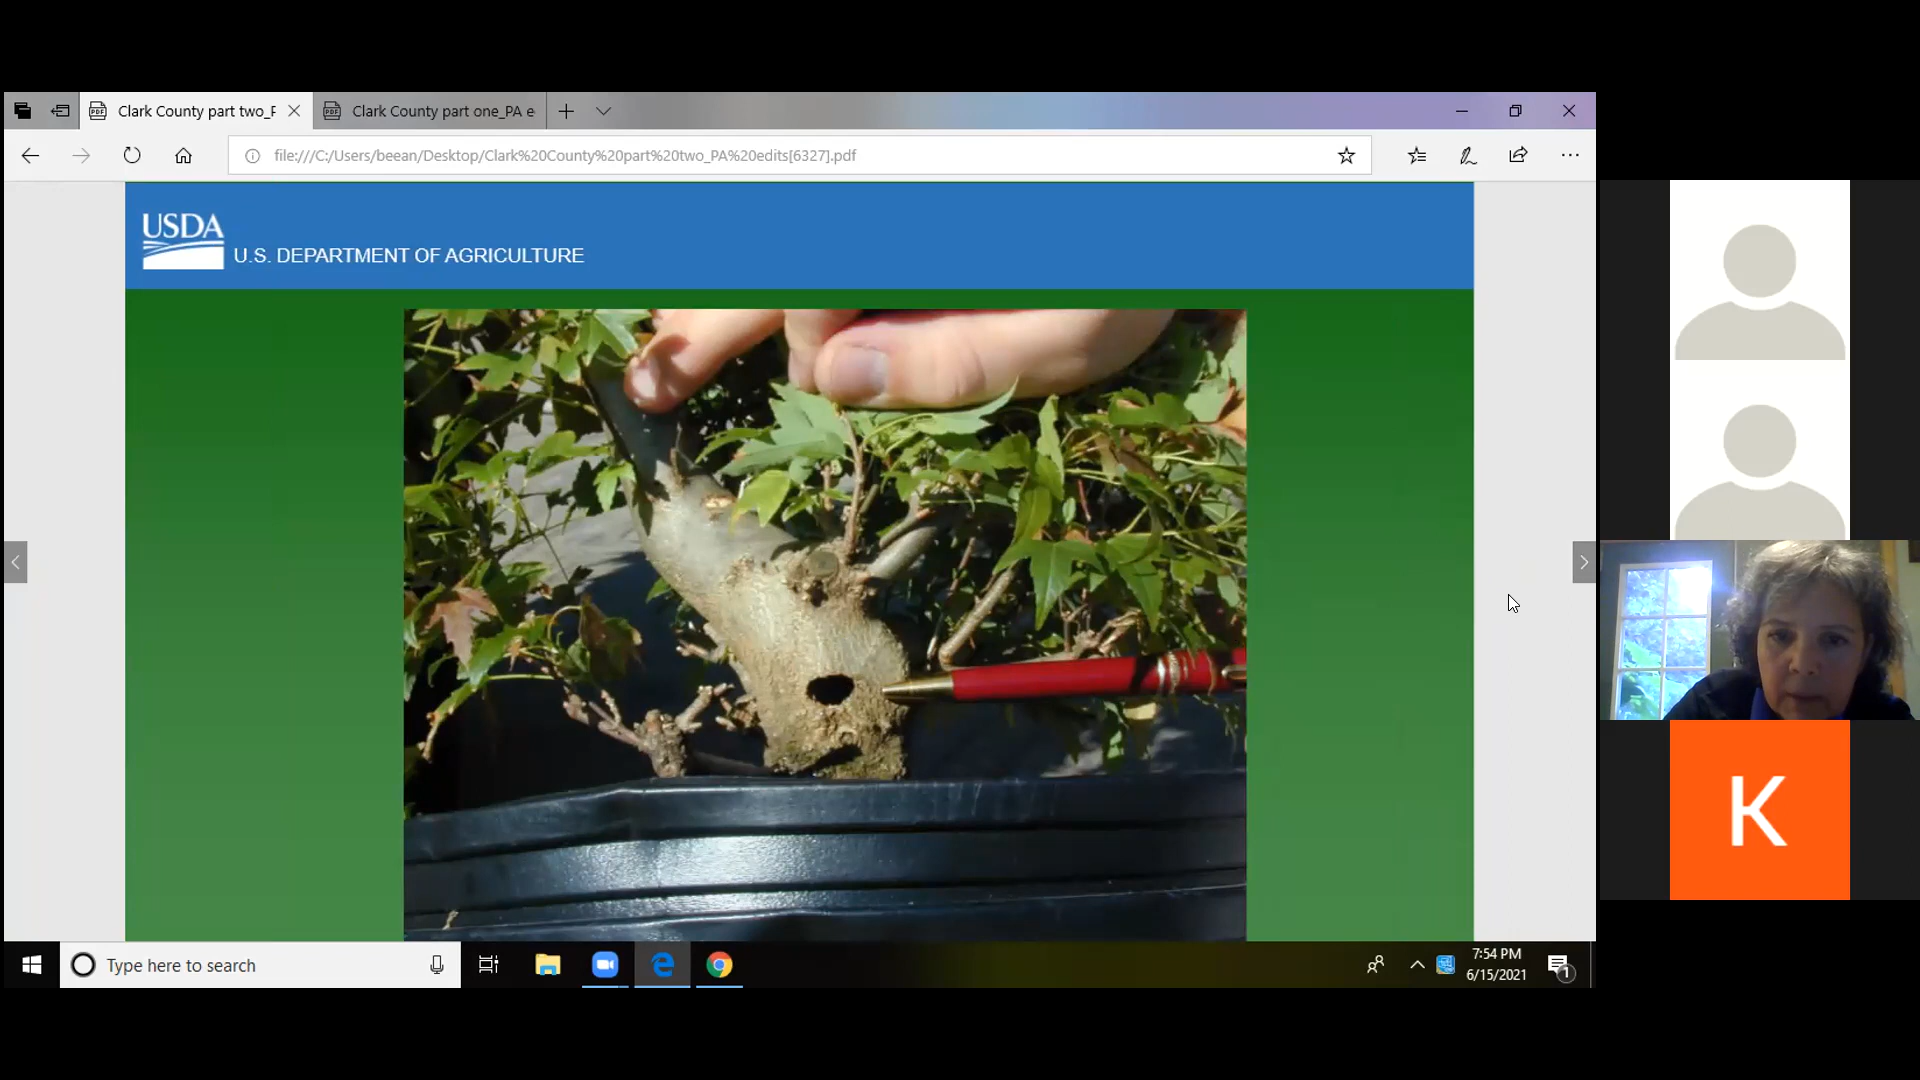 Clark County part two_F
Clark County part one_PA e
file:///C:/Users/beean/Desktop/Clark%20County%20part%20two_PA%20edits[6327].pdf
USDA
U.S. DEPARTMENT OF AGRICULTURE
K
Type here to search
7:54 PM
6/15/2021
1